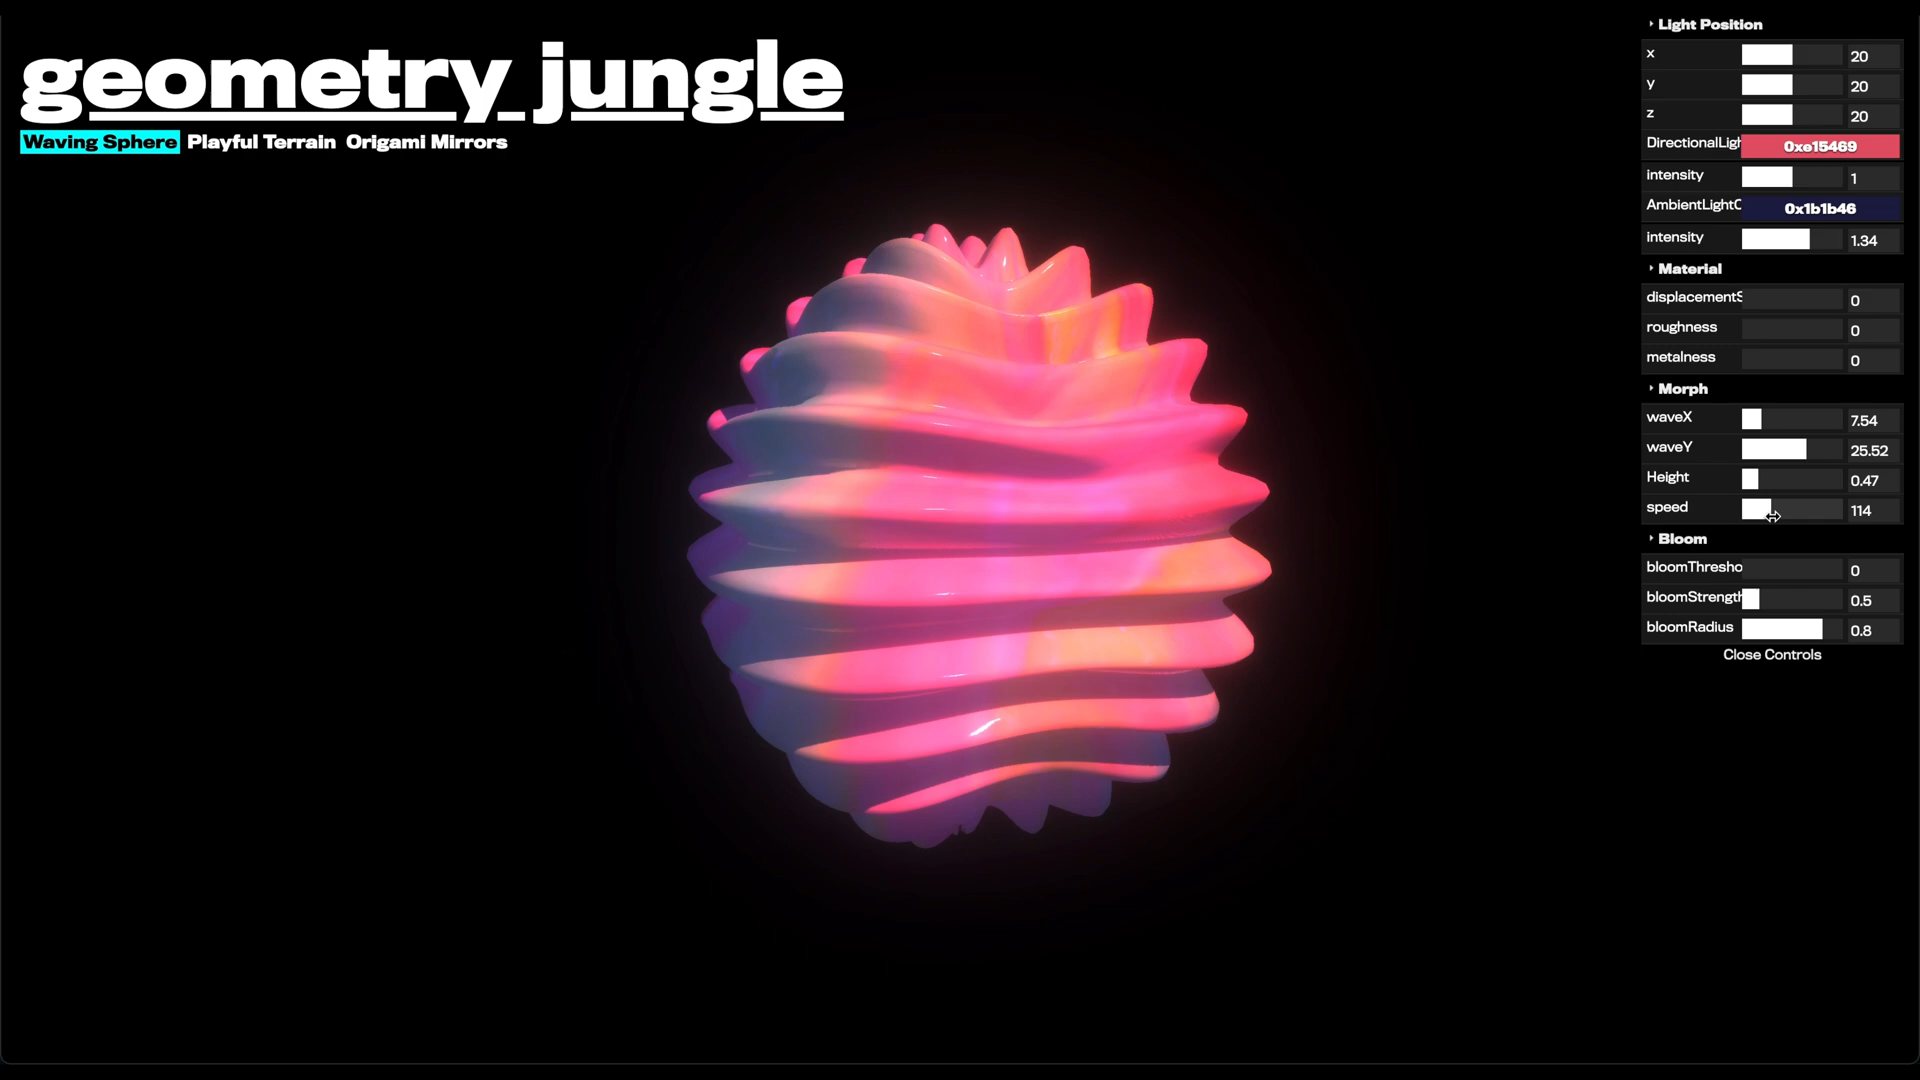 geometry jungle
Waving Sphere Playful Terrain Origami Mirrors
Light Position
x 20
y 20
z 20
DirectionalLigh 0xe15469
intensity 1
AmbientLightC 0x1b1b46
intensity 1.34
Material
displacementS 0
roughness 0
metalness 0
Morph
waveX 7.54
waveY 25.52
Height 0.47
speed 114
Bloom
bloomThresho 0
bloomStrength 0.5
bloomRadius 0.8
Close Controls